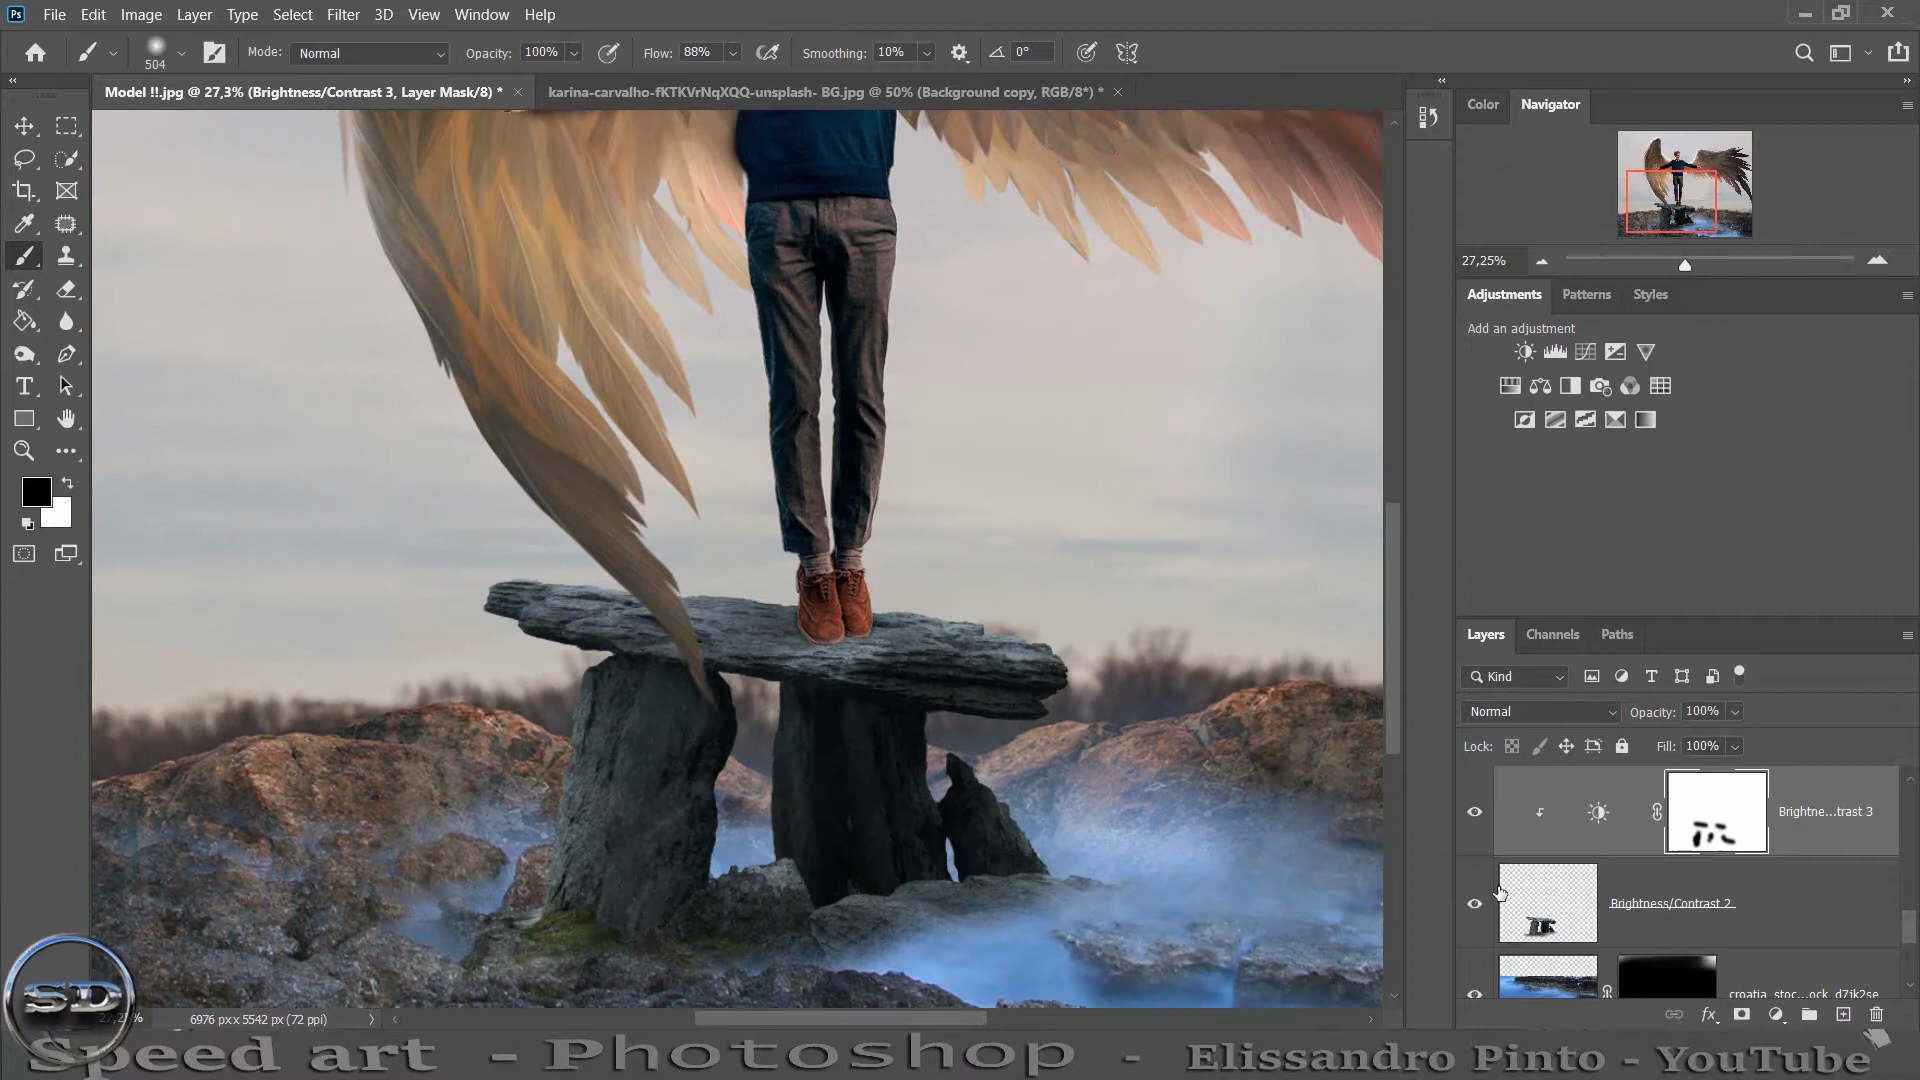 Ps File Edit Image Layer Type Select Filter 3D View Window Help
504 Mode: Normal Opacity: 100% Flow: 88% Smoothing: 10% 0°
Model !!.jpg @ 27,3% (Brightness/Contrast 3, Layer Mask/8) * ×
karina-carvalho-fKTKVrNqXQQ-unsplash- BG.jpg @ 50% (Background copy, RGB/8*) * ×
Color Navigator
27,25%
Adjustments Patterns Styles
Add an adjustment
Layers Channels Paths
Kind
Normal Opacity: 100%
Lock: Fill: 100%
Brightne...trast 3
Brightness/Contrast 2
croatia_stoc...ock_d7jk2se
6976 px x 5542 px (72 ppi)
SD
Speed art - Photoshop - Elissandro Pinto - YouTube